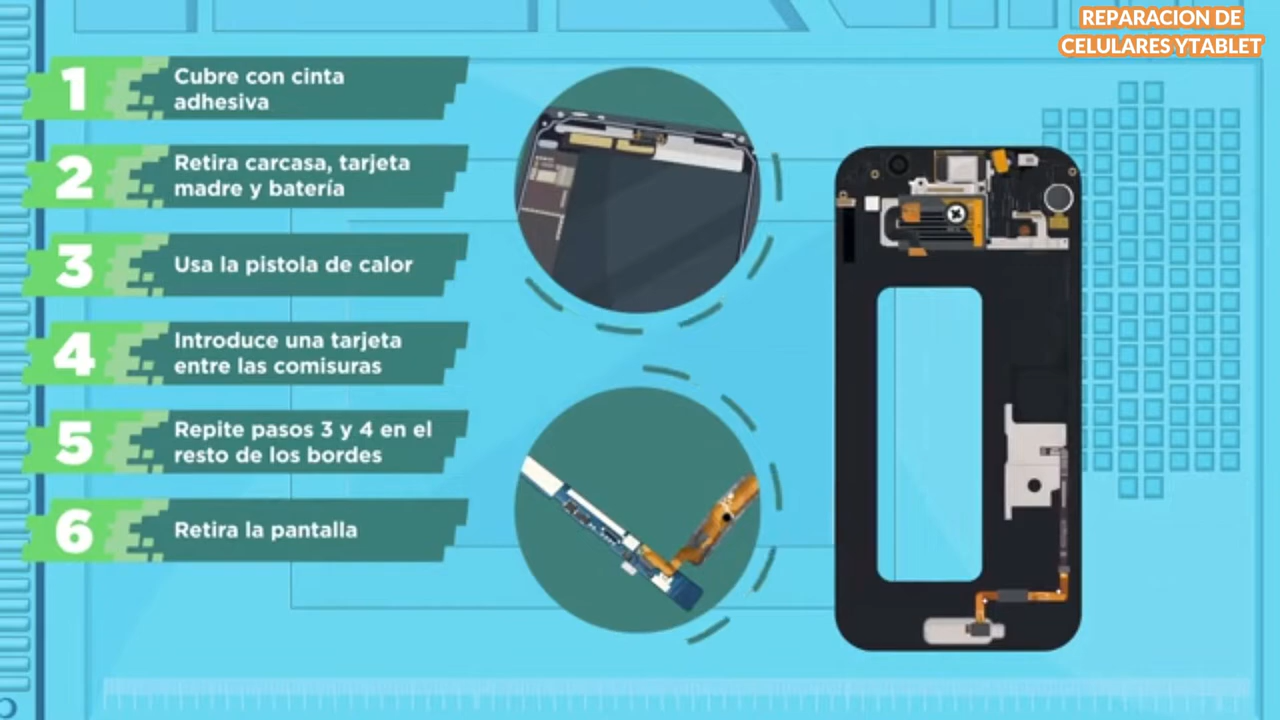 REPARACION DE
CELULARES YTABLET
1
Cubre con cinta
adhesiva
2
Retira carcasa, tarjeta
madre y batería
3
Usa la pistola de calor
4
Introduce una tarjeta
entre las comisuras
5
Repite pasos 3 y 4 en el
resto de los bordes
6
Retira la pantalla